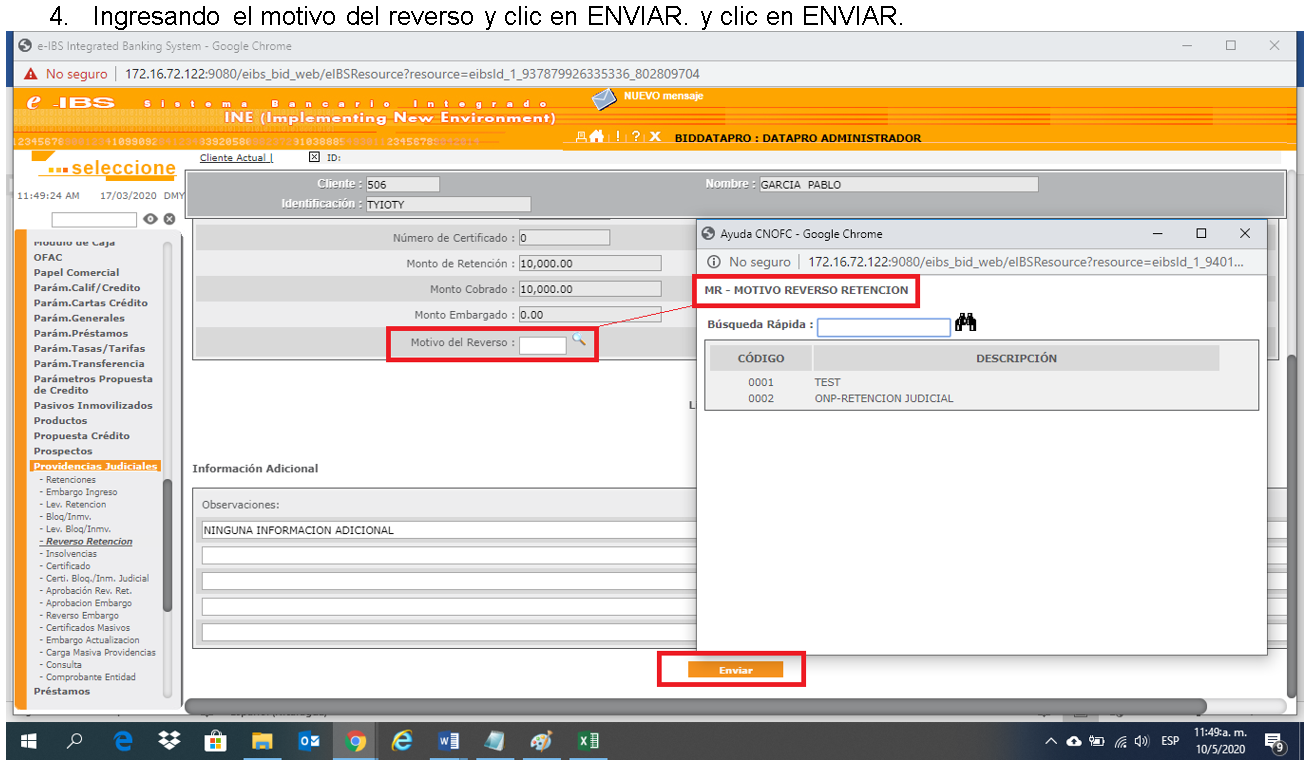 4. Ingresando el motivo del reverso y clic en ENVIAR. y clic en ENVIAR.
e-IBS Integrated Banking System - Google Chrome
No seguro | 172.16.72.122:9080/eibs_bid_web/eIBSResource?resource=eibsId_1_937879926335336_802809704
e-IBS Sistema Bancario Integrado
NUEVO mensaje
INE (Implementing New Environment)
! ? X BIDDATAPRO : DATAPRO ADMINISTRADOR
...seleccione
Cliente Actual | ID:
11:49:24 AM 17/03/2020 DMY
Cliente : 506
Nombre : GARCIA PABLO
Identificación : TYIOTY
Modulo de Caja
OFAC
Papel Comercial
Parám.Calif/Credito
Parám.Cartas Crédito
Parám.Generales
Parám.Préstamos
Parám.Tasas/Tarifas
Parám.Transferencia
Parámetros Propuesta
de Credito
Pasivos Inmovilizados
Productos
Propuesta Crédito
Prospectos
Providencias Judiciales
- Retenciones
- Embargo Ingreso
- Lev. Retencion
- Bloq/Inmv.
- Lev. Bloq/Inmv.
- Reverso Retencion
- Insolvencias
- Certificado
- Certi. Bloq./Inm. Judicial
- Aprobación Rev. Ret.
- Aprobacion Embargo
- Reverso Embargo
- Certificados Masivos
- Embargo Actualizacion
- Carga Masiva Providencias
- Consulta
- Comprobante Entidad
Préstamos
Número de Certificado : 0
Monto de Retención : 10,000.00
Monto Cobrado : 10,000.00
Monto Embargado : 0.00
Motivo del Reverso :
Información Adicional
Observaciones:
NINGUNA INFORMACION ADICIONAL
Enviar
Ayuda CNOFC - Google Chrome
No seguro | 172.16.72.122:9080/eibs_bid_web/eIBSResource?resource=eibsId_1_9401...
MR - MOTIVO REVERSO RETENCION
Búsqueda Rápida :
CÓDIGO DESCRIPCIÓN
0001 TEST
0002 ONP-RETENCION JUDICIAL
ESP
11:49a. m.
10/5/2020
9